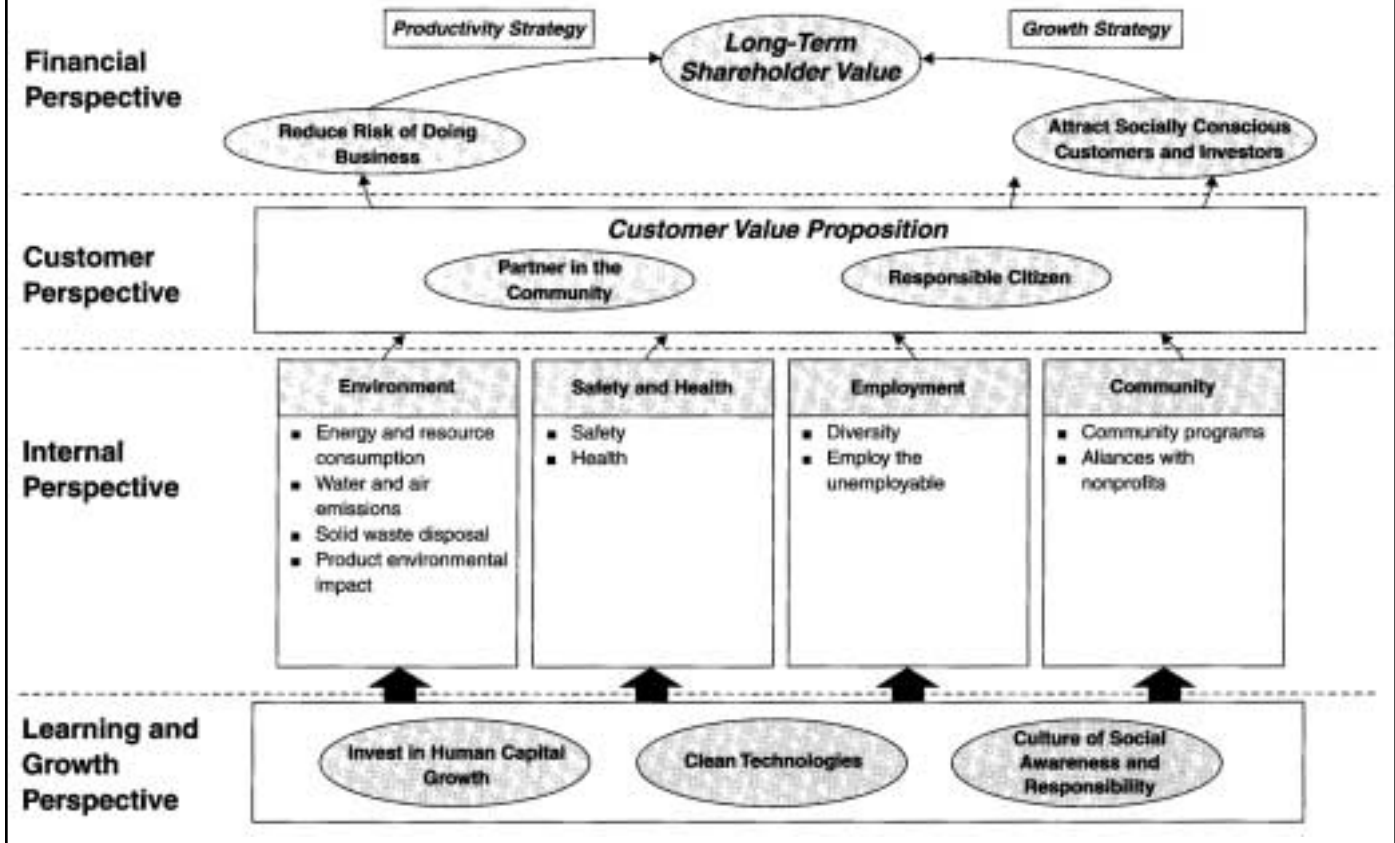 Financial
Perspective
Productivity Strategy
Long-Term
Shareholder Value
Growth Strategy
Reduce Risk of Doing
Business
Attract Socially Conscious
Customers and Investors
Customer
Perspective
Customer Value Proposition
Partner in the
Community
Responsible Citizen
Internal
Perspective
Environment
■ Energy and resource
consumption
■ Water and air
emissions
■ Solid waste disposal
■ Product environmental
impact
Safety and Health
■ Safety
■ Health
Employment
■ Diversity
■ Employ the
unemployable
Community
■ Community programs
■ Aliances with
nonprofits
Learning and
Growth
Perspective
Invest in Human Capital
Growth
Clean Technologies
Culture of Social
Awareness and
Responsibility